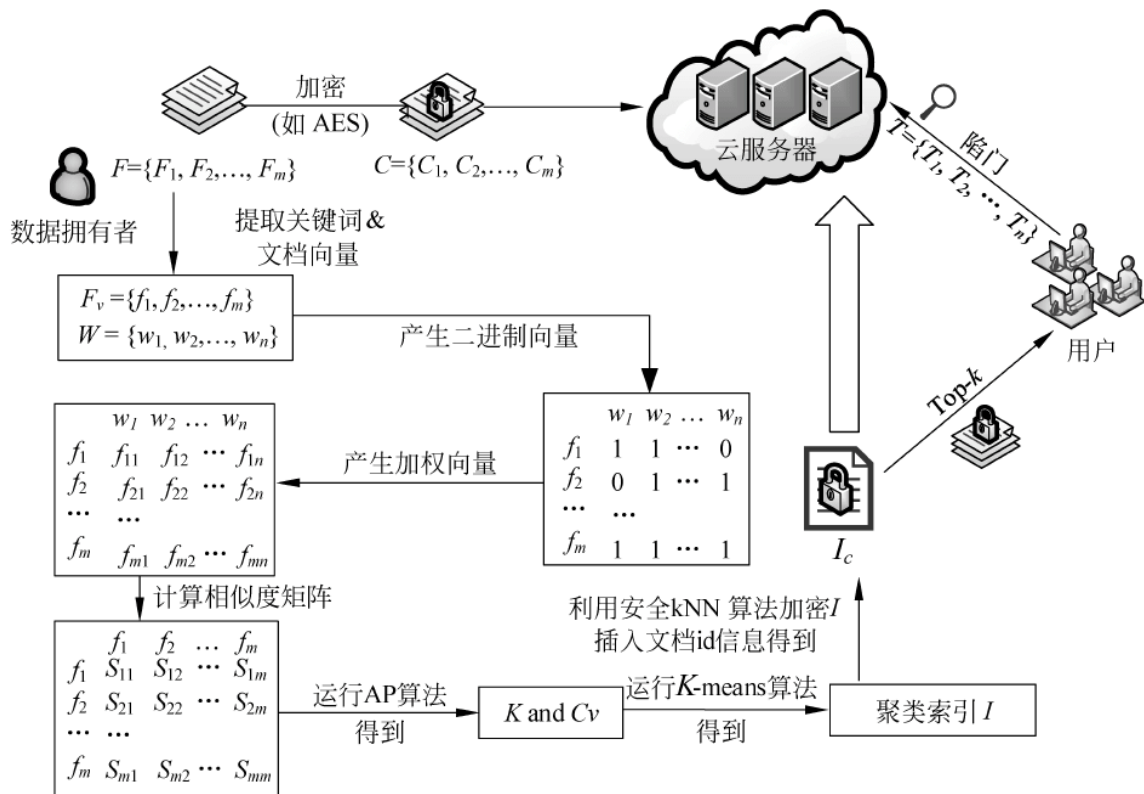 加密
(如 AES)
云服务器
陷门
T={T₁, T₂, …, Tₙ}
F={F₁, F₂,…, Fₘ}
C={C₁, C₂,…, Cₘ}
数据拥有者
提取关键词&
文档向量
Fᵥ ={f₁, f₂,…, fₘ}
W = {w₁, w₂,…, wₙ}
产生二进制向量
用户
Top-k
w₁ w₂ … wₙ
f₁ 1 1 … 0
f₂ 0 1 … 1
… …
fₘ 1 1 … 1
产生加权向量
w₁ w₂ … wₙ
f₁ f₁₁ f₁₂ … f₁ₙ
f₂ f₂₁ f₂₂ … f₂ₙ
… …
fₘ fₘ₁ fₘ₂ … fₘₙ
I_c
计算相似度矩阵
利用安全kNN 算法加密I
插入文档id信息得到
f₁ f₂ … fₘ
f₁ S₁₁ S₁₂ … S₁ₘ
f₂ S₂₁ S₂₂ … S₂ₘ
… …
fₘ Sₘ₁ Sₘ₂ … Sₘₘ
运行AP算法
得到
K and Cv
运行K-means算法
得到
聚类索引 I